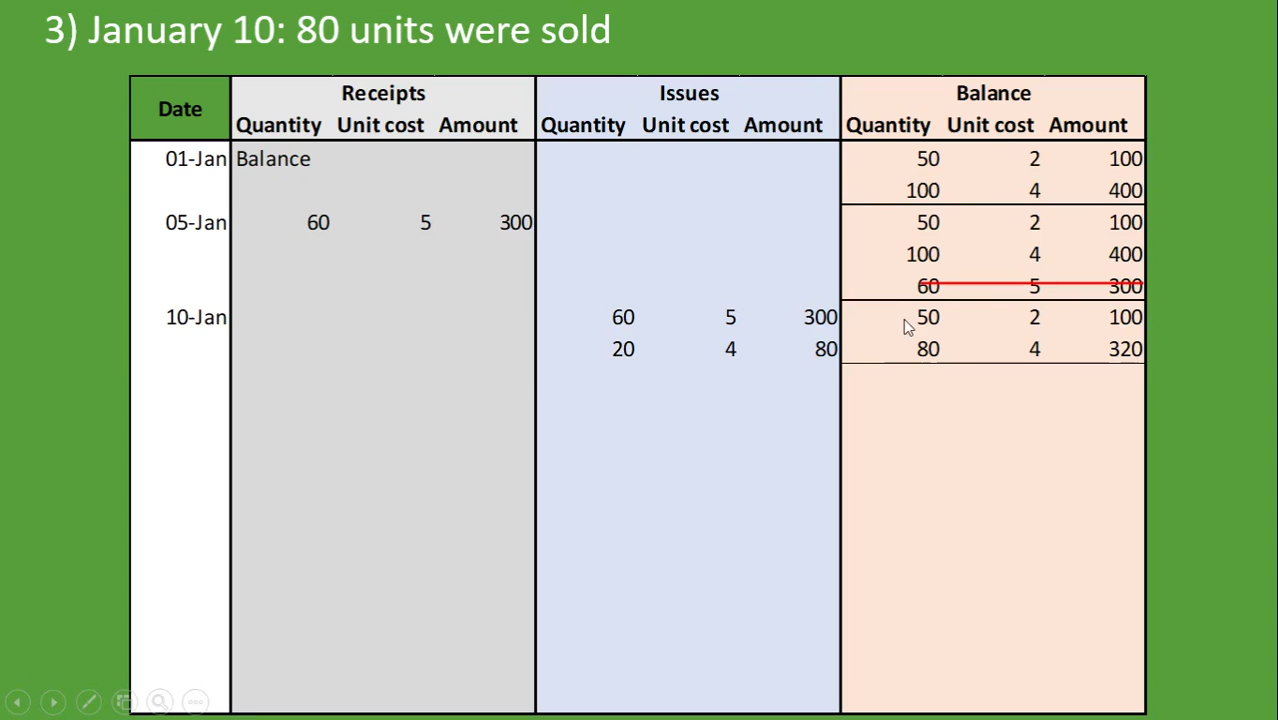 3) January 10: 80 units were sold
Date Receipts Issues Balance
Quantity Unit cost Amount Quantity Unit cost Amount Quantity Unit cost Amount
01-Jan Balance 50 2 100
100 4 400
05-Jan 60 5 300 50 2 100
100 4 400
60 5 300
10-Jan 60 5 300 50 2 100
20 4 80 80 4 320